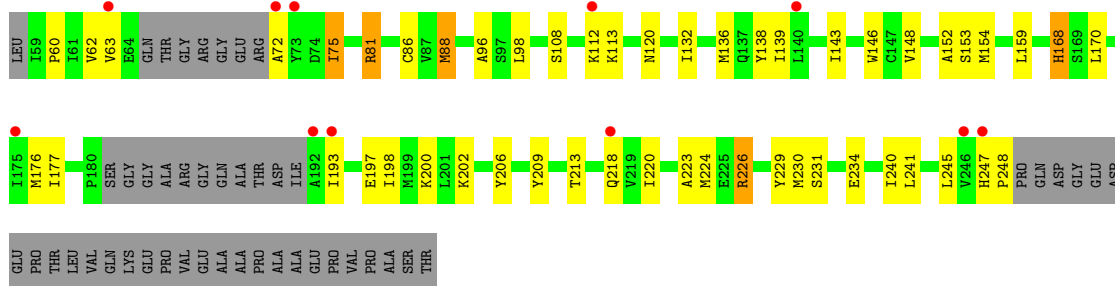 LEU I59 P60 I61 V62 V63 E64 GLN THR GLY ARG GLY GLU ARG A72 Y73 D74 I75 R81 C86 V87 M88 A96 S97 L98 S108 K112 K113 N120 I132 M136 Q137 Y138 I139 L140 I143 W146 C147 V148 A152 S153 M154 L159 H168 S169 L170
I175 M176 I177 P180 SER GLY GLY ALA ARG GLY GLN ALA THR ASP ILE A192 I193 E197 I198 M199 K200 L201 K202 Y206 Y209 T213 Q218 V219 I220 A223 M224 E225 R226 Y229 M230 S231 E234 I240 L241 L245 V246 H247 P248 PRO GLN ASP GLY GLU ASP
GLU PRO THR LEU VAL GLN LYS GLU PRO VAL GLU ALA ALA PRO ALA ALA GLU PRO VAL PRO ALA SER THR